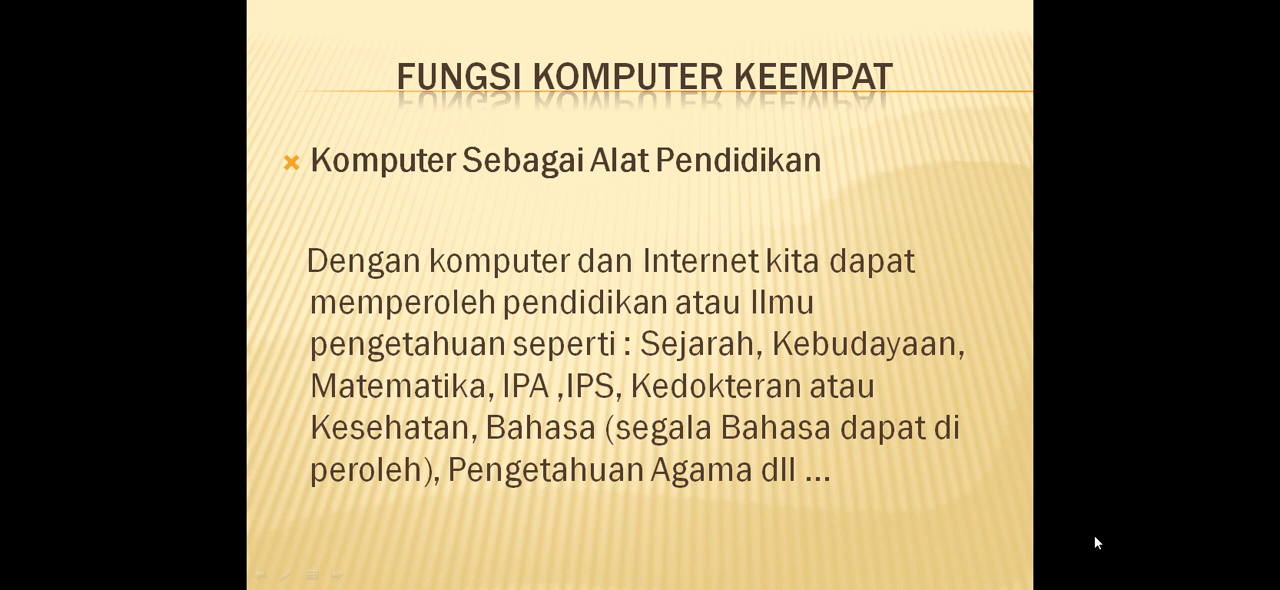 FUNGSI KOMPUTER KEEMPAT
Komputer Sebagai Alat Pendidikan
Dengan komputer dan Internet kita dapat
memperoleh pendidikan atau Ilmu
pengetahuan seperti : Sejarah, Kebudayaan,
Matematika, IPA ,IPS, Kedokteran atau
Kesehatan, Bahasa (segala Bahasa dapat di
peroleh), Pengetahuan Agama dll ...